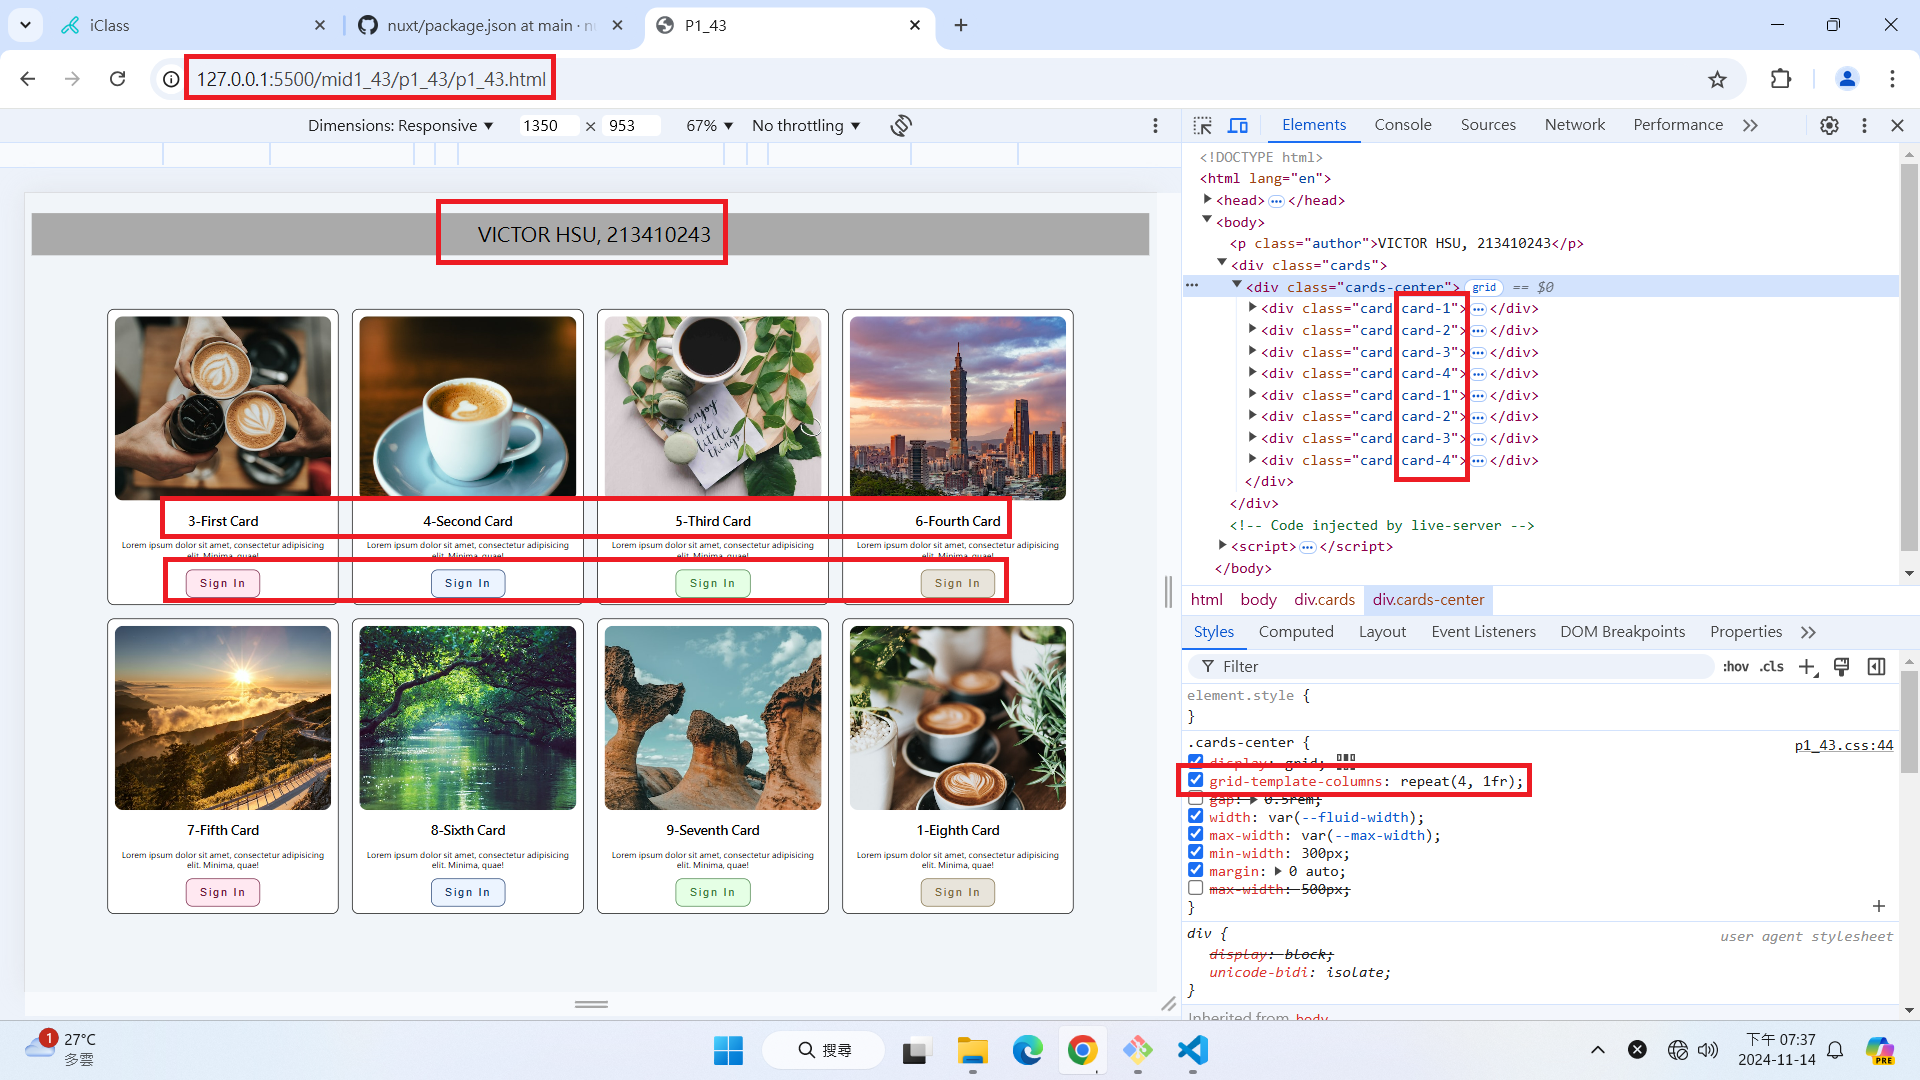 iClass
nuxt/package.json at main · nu
P1_43
127.0.0.1:5500/mid1_43/p1_43/p1_43.html
Dimensions: Responsive
1350 × 953
67%
No throttling
VICTOR HSU, 213410243
3-First Card
4-Second Card
5-Third Card
6-Fourth Card
Lorem ipsum dolor sit amet, consectetur adipisicing
elit. Minima, quae!
Lorem ipsum dolor sit amet, consectetur adipisicing
elit. Minima, quae!
Lorem ipsum dolor sit amet, consectetur adipisicing
elit. Minima, quae!
Lorem ipsum dolor sit amet, consectetur adipisicing
elit. Minima, quae!
Sign In
Sign In
Sign In
Sign In
enjoy
the
little
things
7-Fifth Card
8-Sixth Card
9-Seventh Card
1-Eighth Card
Lorem ipsum dolor sit amet, consectetur adipisicing
elit. Minima, quae!
Lorem ipsum dolor sit amet, consectetur adipisicing
elit. Minima, quae!
Lorem ipsum dolor sit amet, consectetur adipisicing
elit. Minima, quae!
Lorem ipsum dolor sit amet, consectetur adipisicing
elit. Minima, quae!
Sign In
Sign In
Sign In
Sign In
Elements Console Sources Network Performance
<!DOCTYPE html>
<html lang="en">
<head> ··· </head>
<body>
<p class="author">VICTOR HSU, 213410243</p>
<div class="cards">
<div class="cards-center"> grid == $0
<div class="card card-1"> ··· </div>
<div class="card card-2"> ··· </div>
<div class="card card-3"> ··· </div>
<div class="card card-4"> ··· </div>
<div class="card card-1"> ··· </div>
<div class="card card-2"> ··· </div>
<div class="card card-3"> ··· </div>
<div class="card card-4"> ··· </div>
</div>
</div>
<!-- Code injected by live-server -->
<script> ··· </script>
</body>
html body div.cards div.cards-center
Styles Computed Layout Event Listeners DOM Breakpoints Properties
Filter
:hov .cls
element.style {
}
.cards-center {
p1_43.css:44
display: grid;
grid-template-columns: repeat(4, 1fr);
gap: 0.5rem;
width: var(--fluid-width);
max-width: var(--max-width);
min-width: 300px;
margin: 0 auto;
max-width: 500px;
}
div {
user agent stylesheet
display: block;
unicode-bidi: isolate;
}
Inherited from body
1
27°C
多雲
搜尋
下午 07:37
2024-11-14
PRE